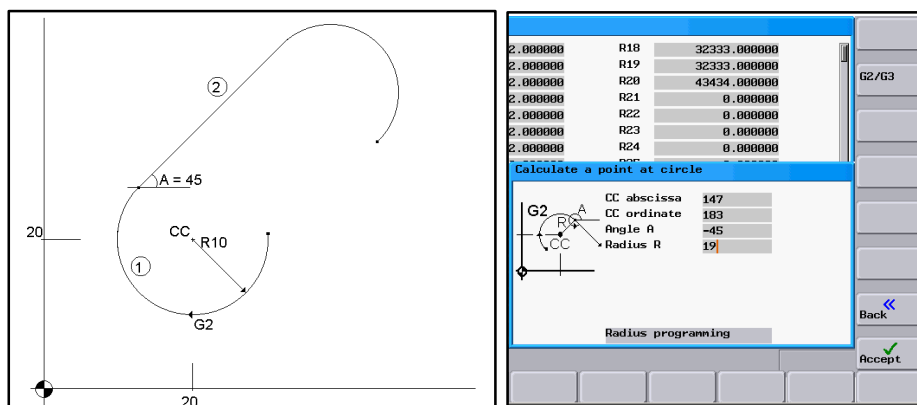 2
A = 45
CC
R10
20
1
G2
20
2.000000 R18 32333.000000
2.000000 R19 32333.000000
2.000000 R20 43434.000000
2.000000 R21 0.000000
2.000000 R22 0.000000
2.000000 R23 0.000000
2.000000 R24 0.000000
G2/G3
Calculate a point at circle
CC abscissa 147
CC ordinate 183
Angle A -45
Radius R 19
G2
A
R
CC
Radius programming
Back
Accept